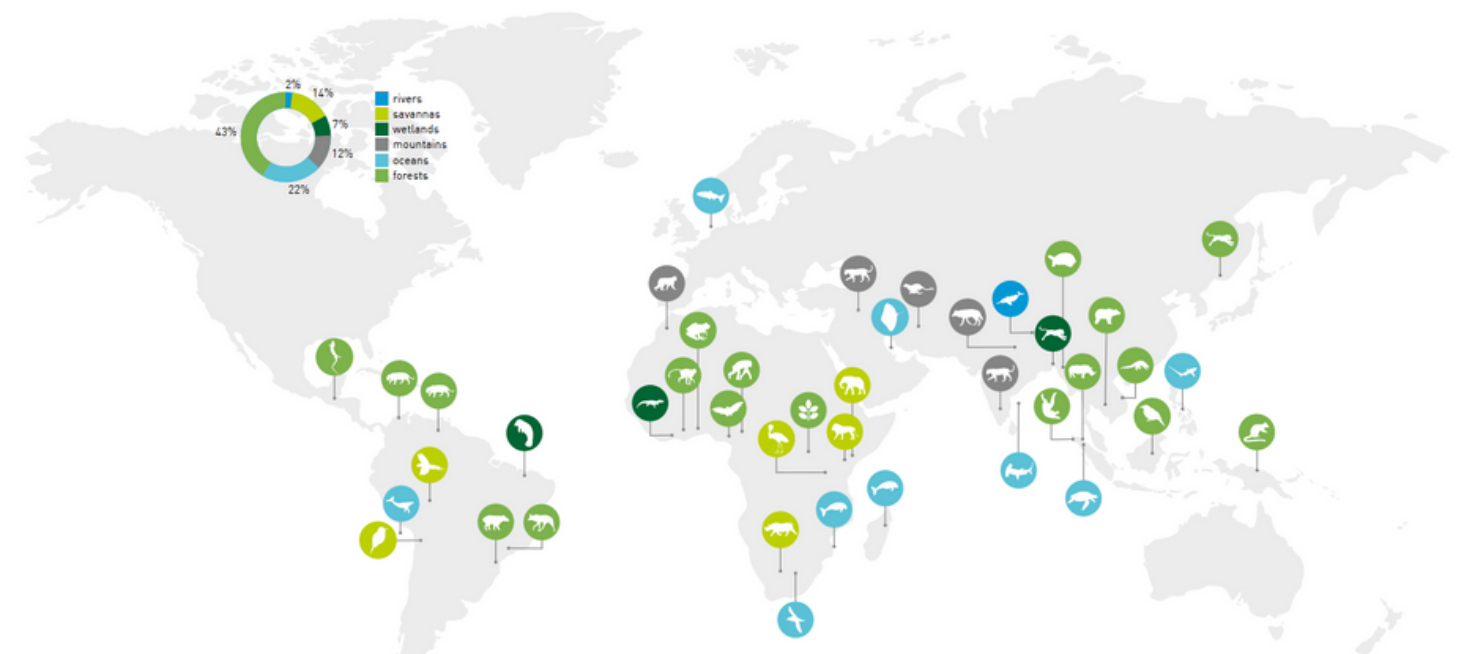 2%
14%
43%
7%
12%
22%
rivers
savannas
wetlands
mountains
oceans
forests